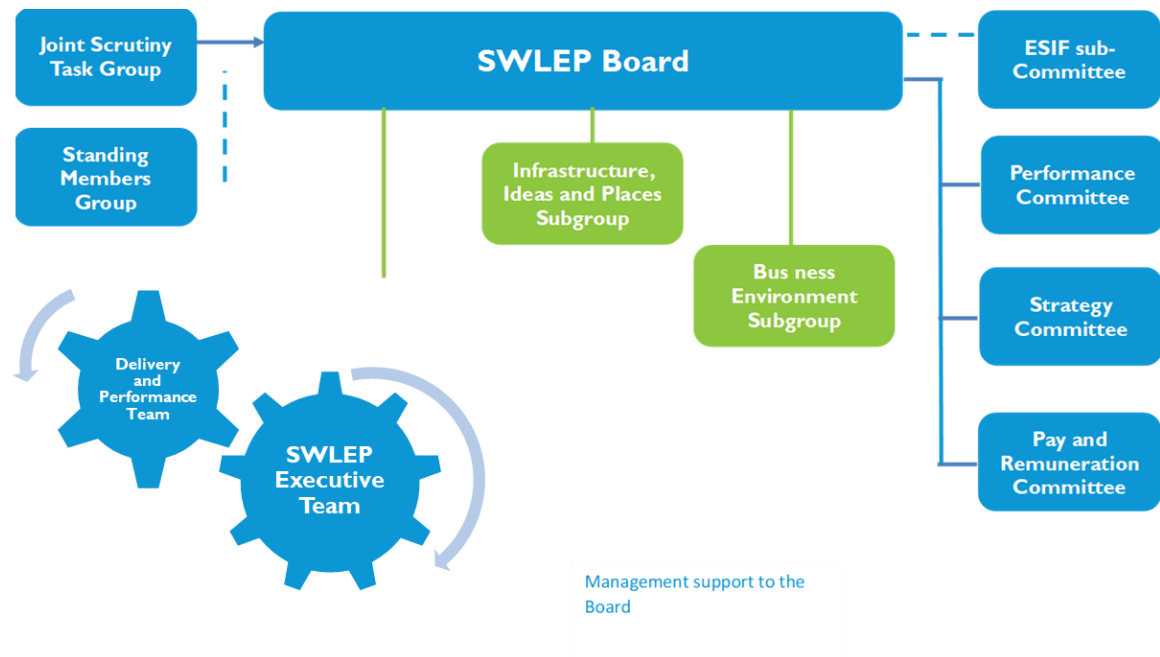 Joint Scrutiny
Task Group
SWLEP Board
ESIF sub-
Committee
Standing
Members
Group
Infrastructure,
Ideas and Places
Subgroup
Performance
Committee
Bus ness
Environment
Subgroup
Strategy
Committee
Delivery
and
Performance
Team
SWLEP
Executive
Team
Pay and
Remuneration
Committee
Management support to the
Board